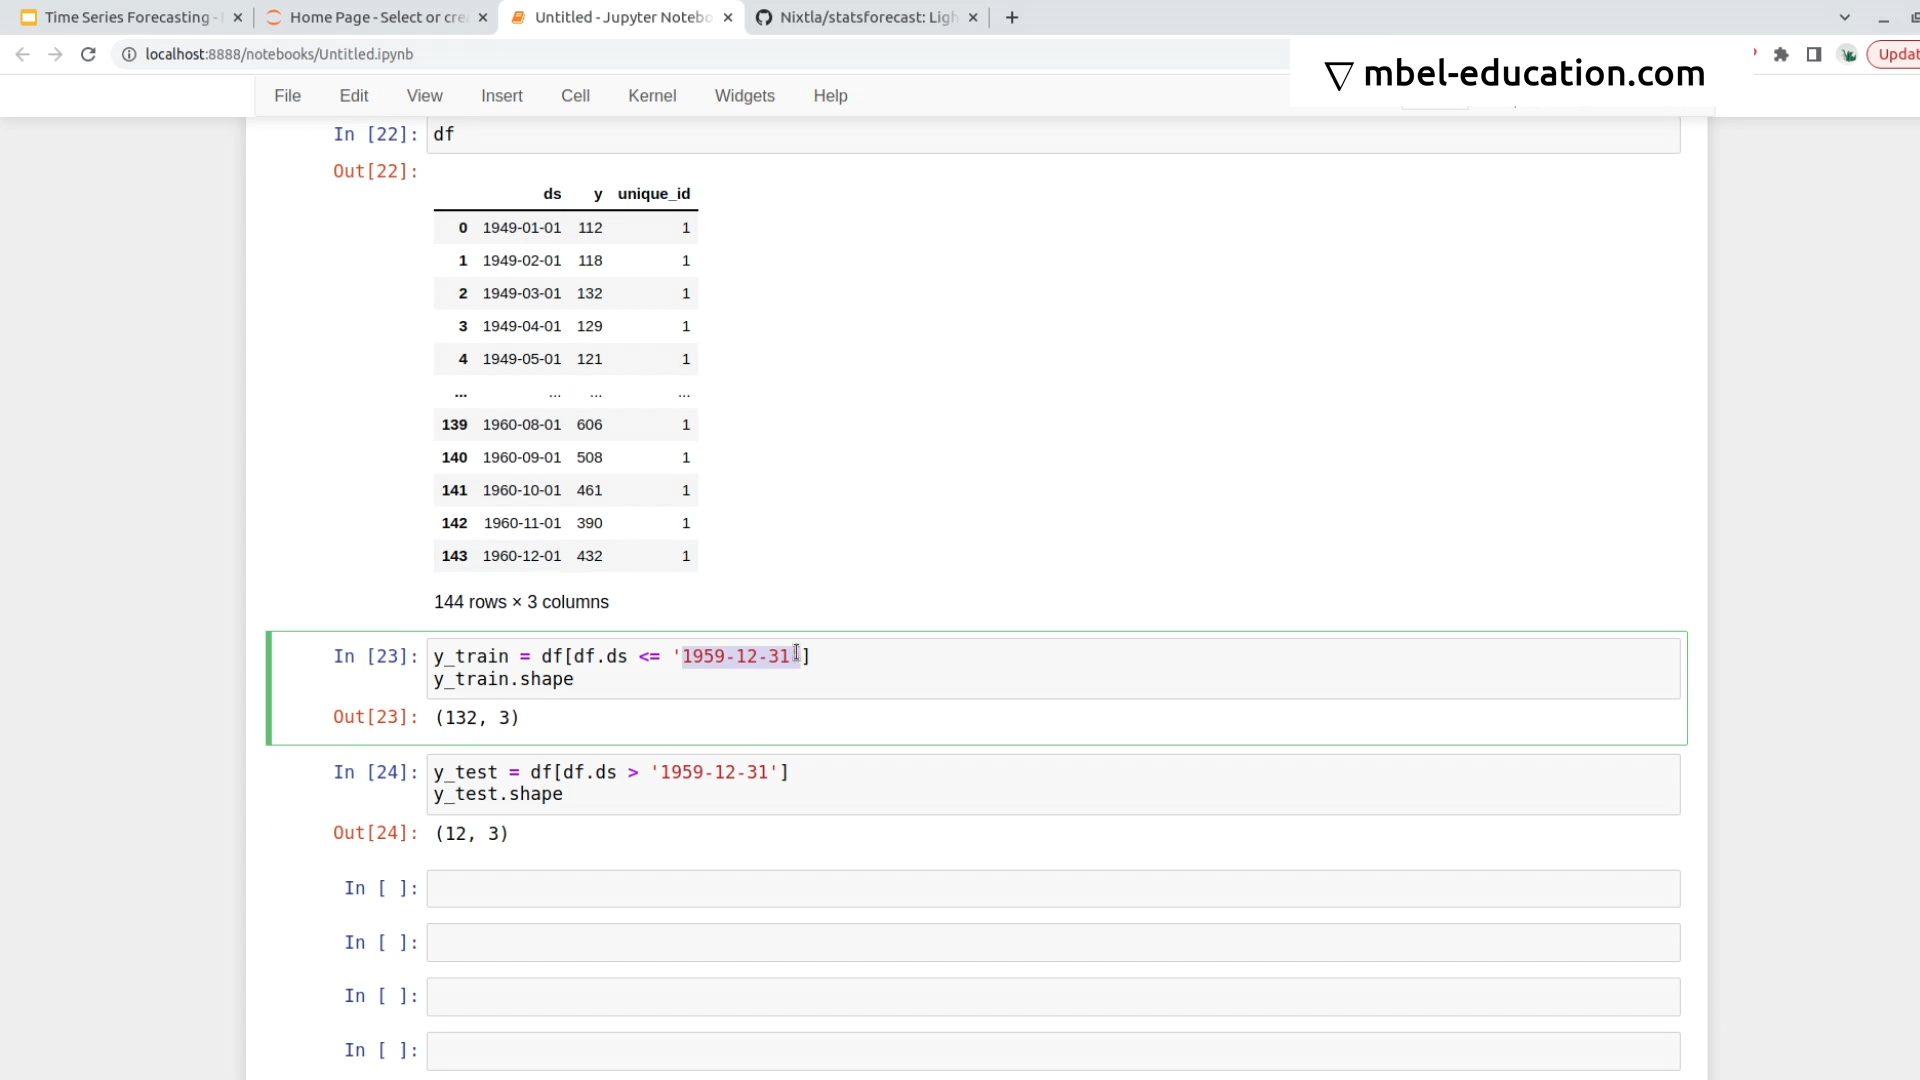 Time Series Forecasting -
Home Page - Select or cre
Untitled - Jupyter Notebo
Nixtla/statsforecast: Ligh
localhost:8888/notebooks/Untitled.ipynb
Updat
mbel-education.com
File Edit View Insert Cell Kernel Widgets Help
In [22]: df
Out[22]:
ds y unique_id
0 1949-01-01 112 1
1 1949-02-01 118 1
2 1949-03-01 132 1
3 1949-04-01 129 1
4 1949-05-01 121 1
... ... ... ...
139 1960-08-01 606 1
140 1960-09-01 508 1
141 1960-10-01 461 1
142 1960-11-01 390 1
143 1960-12-01 432 1
144 rows × 3 columns
In [23]: y_train = df[df.ds <= '1959-12-31']
y_train.shape
Out[23]: (132, 3)
In [24]: y_test = df[df.ds > '1959-12-31']
y_test.shape
Out[24]: (12, 3)
In [ ]:
In [ ]:
In [ ]:
In [ ]: